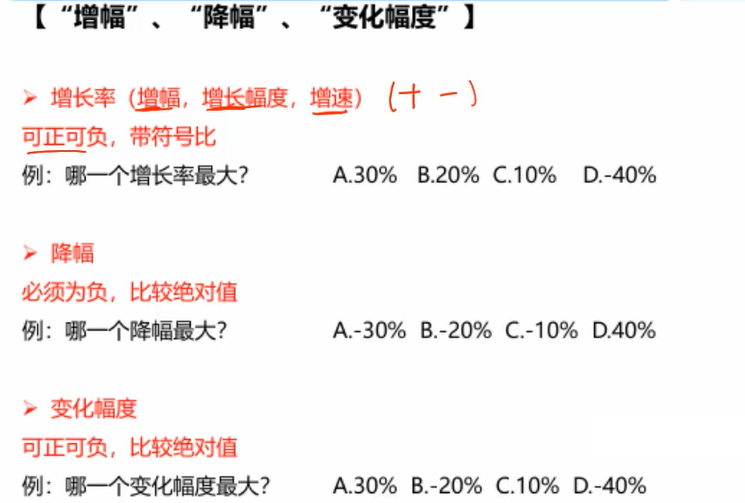 【“增幅”、“降幅”、“变化幅度”】
➢ 增长率（增幅，增长幅度，增速） (+ -)
可正可负，带符号比
例：哪一个增长率最大？ A.30% B.20% C.10% D.-40%
➢ 降幅
必须为负，比较绝对值
例：哪一个降幅最大？ A.-30% B.-20% C.-10% D.40%
➢ 变化幅度
可正可负，比较绝对值
例：哪一个变化幅度最大？ A.30% B.-20% C.10% D.-40%